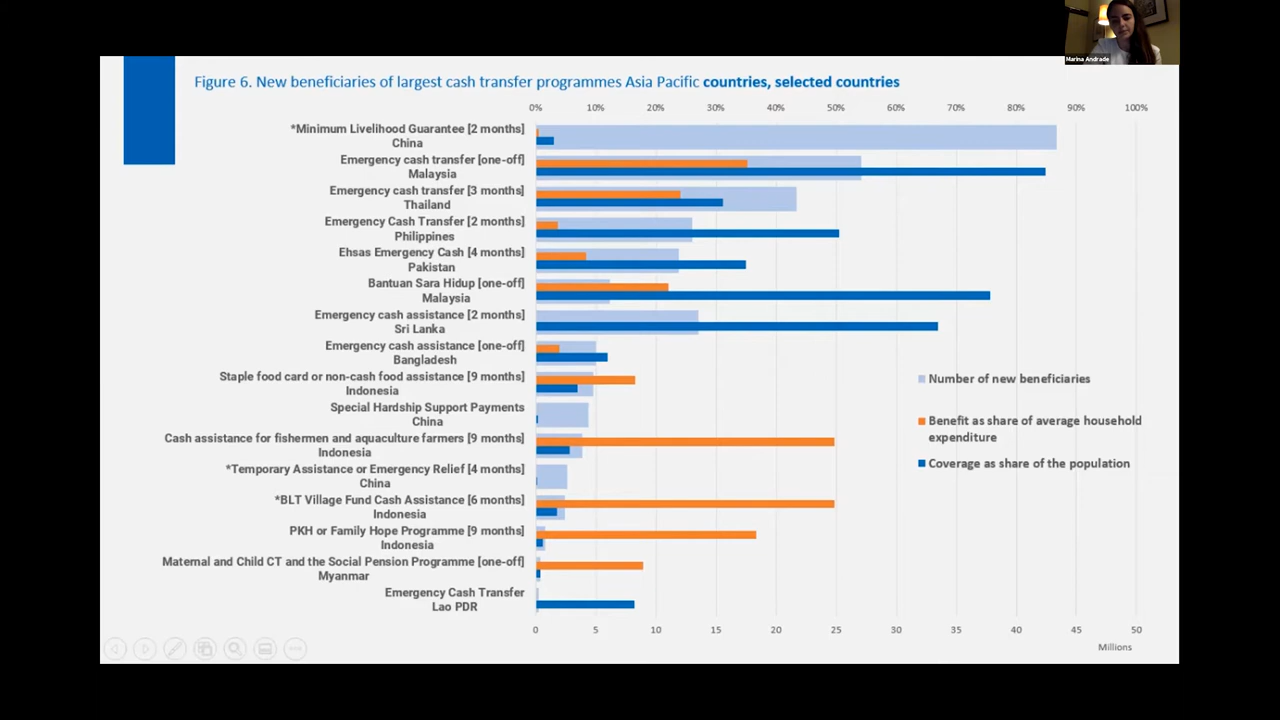 Marina Andrade
Figure 6. New beneficiaries of largest cash transfer programmes Asia Pacific countries, selected countries
0% 10% 20% 30% 40% 50% 60% 70% 80% 90% 100%
*Minimum Livelihood Guarantee [2 months]
China
Emergency cash transfer [one-off]
Malaysia
Emergency cash transfer [3 months]
Thailand
Emergency Cash Transfer [2 months]
Philippines
Ehsas Emergency Cash [4 months]
Pakistan
Bantuan Sara Hidup [one-off]
Malaysia
Emergency cash assistance [2 months]
Sri Lanka
Emergency cash assistance [one-off]
Bangladesh
Staple food card or non-cash food assistance [9 months]
Indonesia
Special Hardship Support Payments
China
Cash assistance for fishermen and aquaculture farmers [9 months]
Indonesia
*Temporary Assistance or Emergency Relief [4 months]
China
*BLT Village Fund Cash Assistance [6 months]
Indonesia
PKH or Family Hope Programme [9 months]
Indonesia
Maternal and Child CT and the Social Pension Programme [one-off]
Myanmar
Emergency Cash Transfer
Lao PDR
Number of new beneficiaries
Benefit as share of average household
expenditure
Coverage as share of the population
0 5 10 15 20 25 30 35 40 45 50
Millions